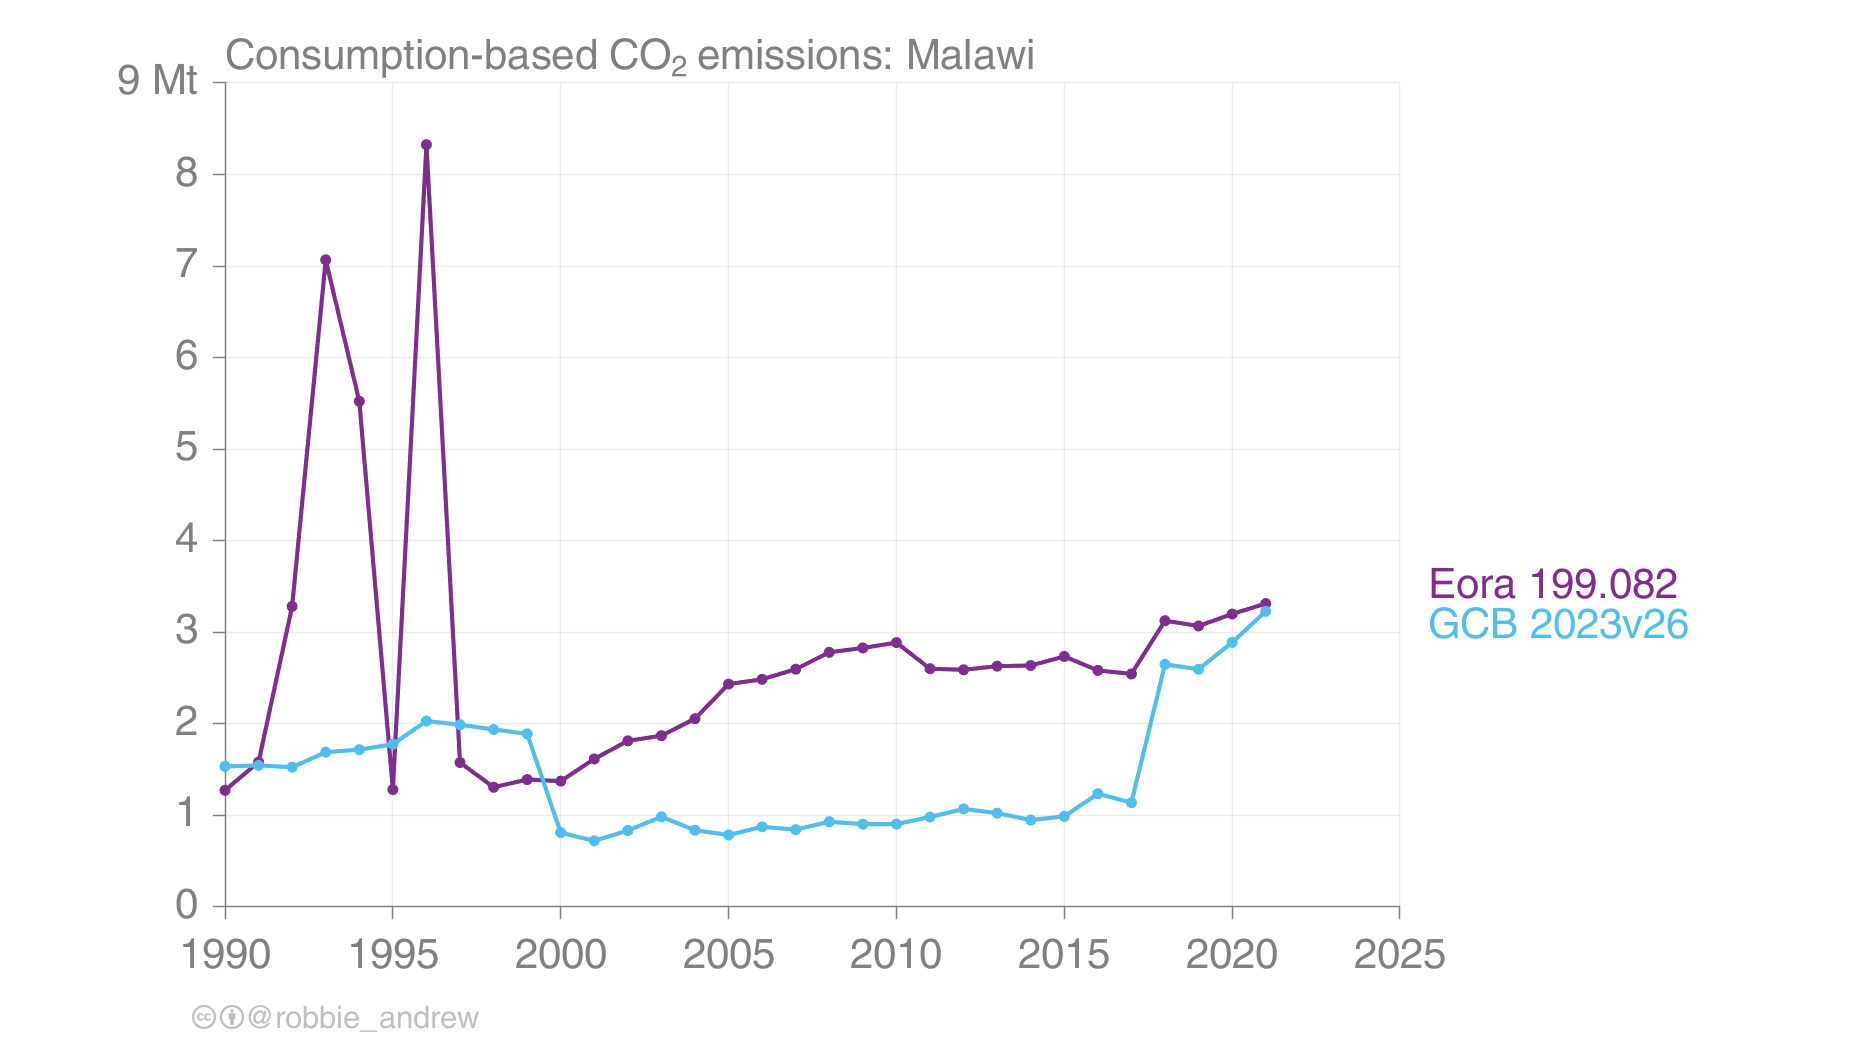 Consumption-based CO₂ emissions: Malawi
9 Mt
8
7
6
5
4
3
2
1
0
1990 1995 2000 2005 2010 2015 2020 2025
Eora 199.082
GCB 2023v26
cc @robbie_andrew